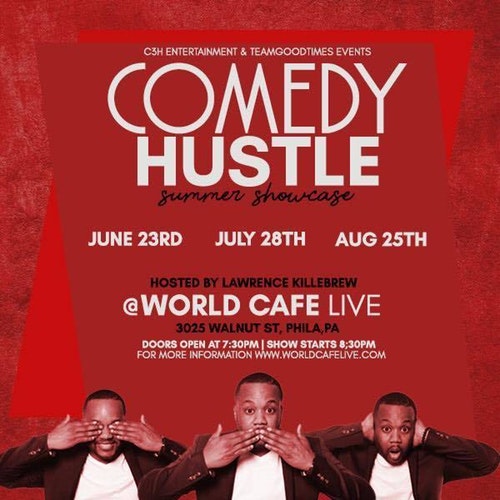 C3H ENTERTAINMENT & TEAMGOODTIMES EVENTS
COMEDY
HUSTLE
summer showcase
JUNE 23RD JULY 28TH AUG 25TH
HOSTED BY LAWRENCE KILLEBREW
@WORLD CAFE LIVE
3025 WALNUT ST, PHILA,PA
DOORS OPEN AT 7:30PM | SHOW STARTS 8;30PM
FOR MORE INFORMATION WWW.WORLDCAFELIVE.COM